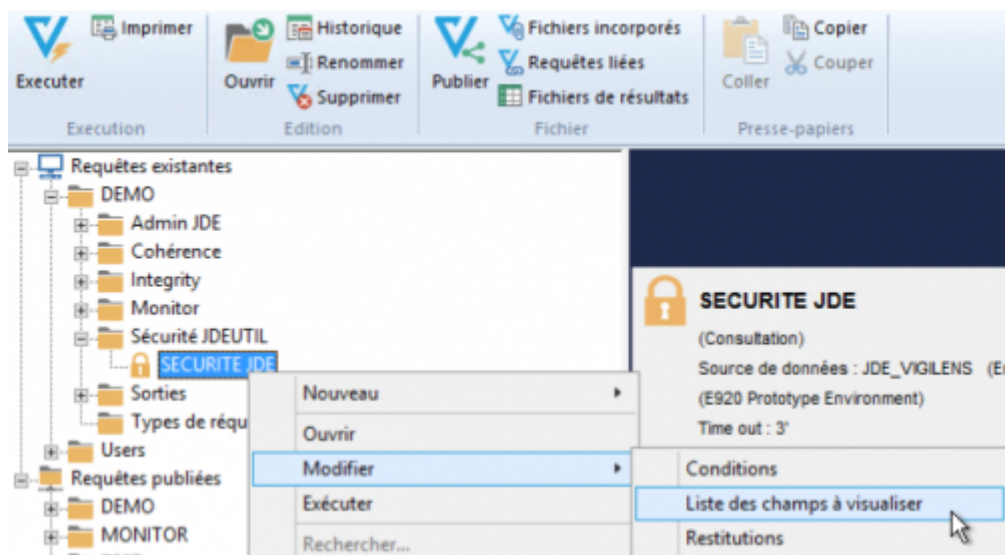 Executer
Imprimer
Execution
Ouvrir
Historique
Renommer
Supprimer
Edition
Publier
Fichiers incorporés
Requêtes liées
Fichiers de résultats
Fichier
Coller
Copier
Couper
Presse-papiers
Requêtes existantes
DEMO
Admin JDE
Cohérence
Integrity
Monitor
Sécurité JDEUTIL
SECURITE JDE
Sorties
Types de réqu
Users
Requêtes publiées
DEMO
MONITOR
Nouveau
Ouvrir
Modifier
Exécuter
Rechercher...
SECURITE JDE
(Consultation)
Source de données : JDE_VIGILENS (E
(E920 Prototype Environment)
Time out : 3'
Conditions
Liste des champs à visualiser
Restitutions